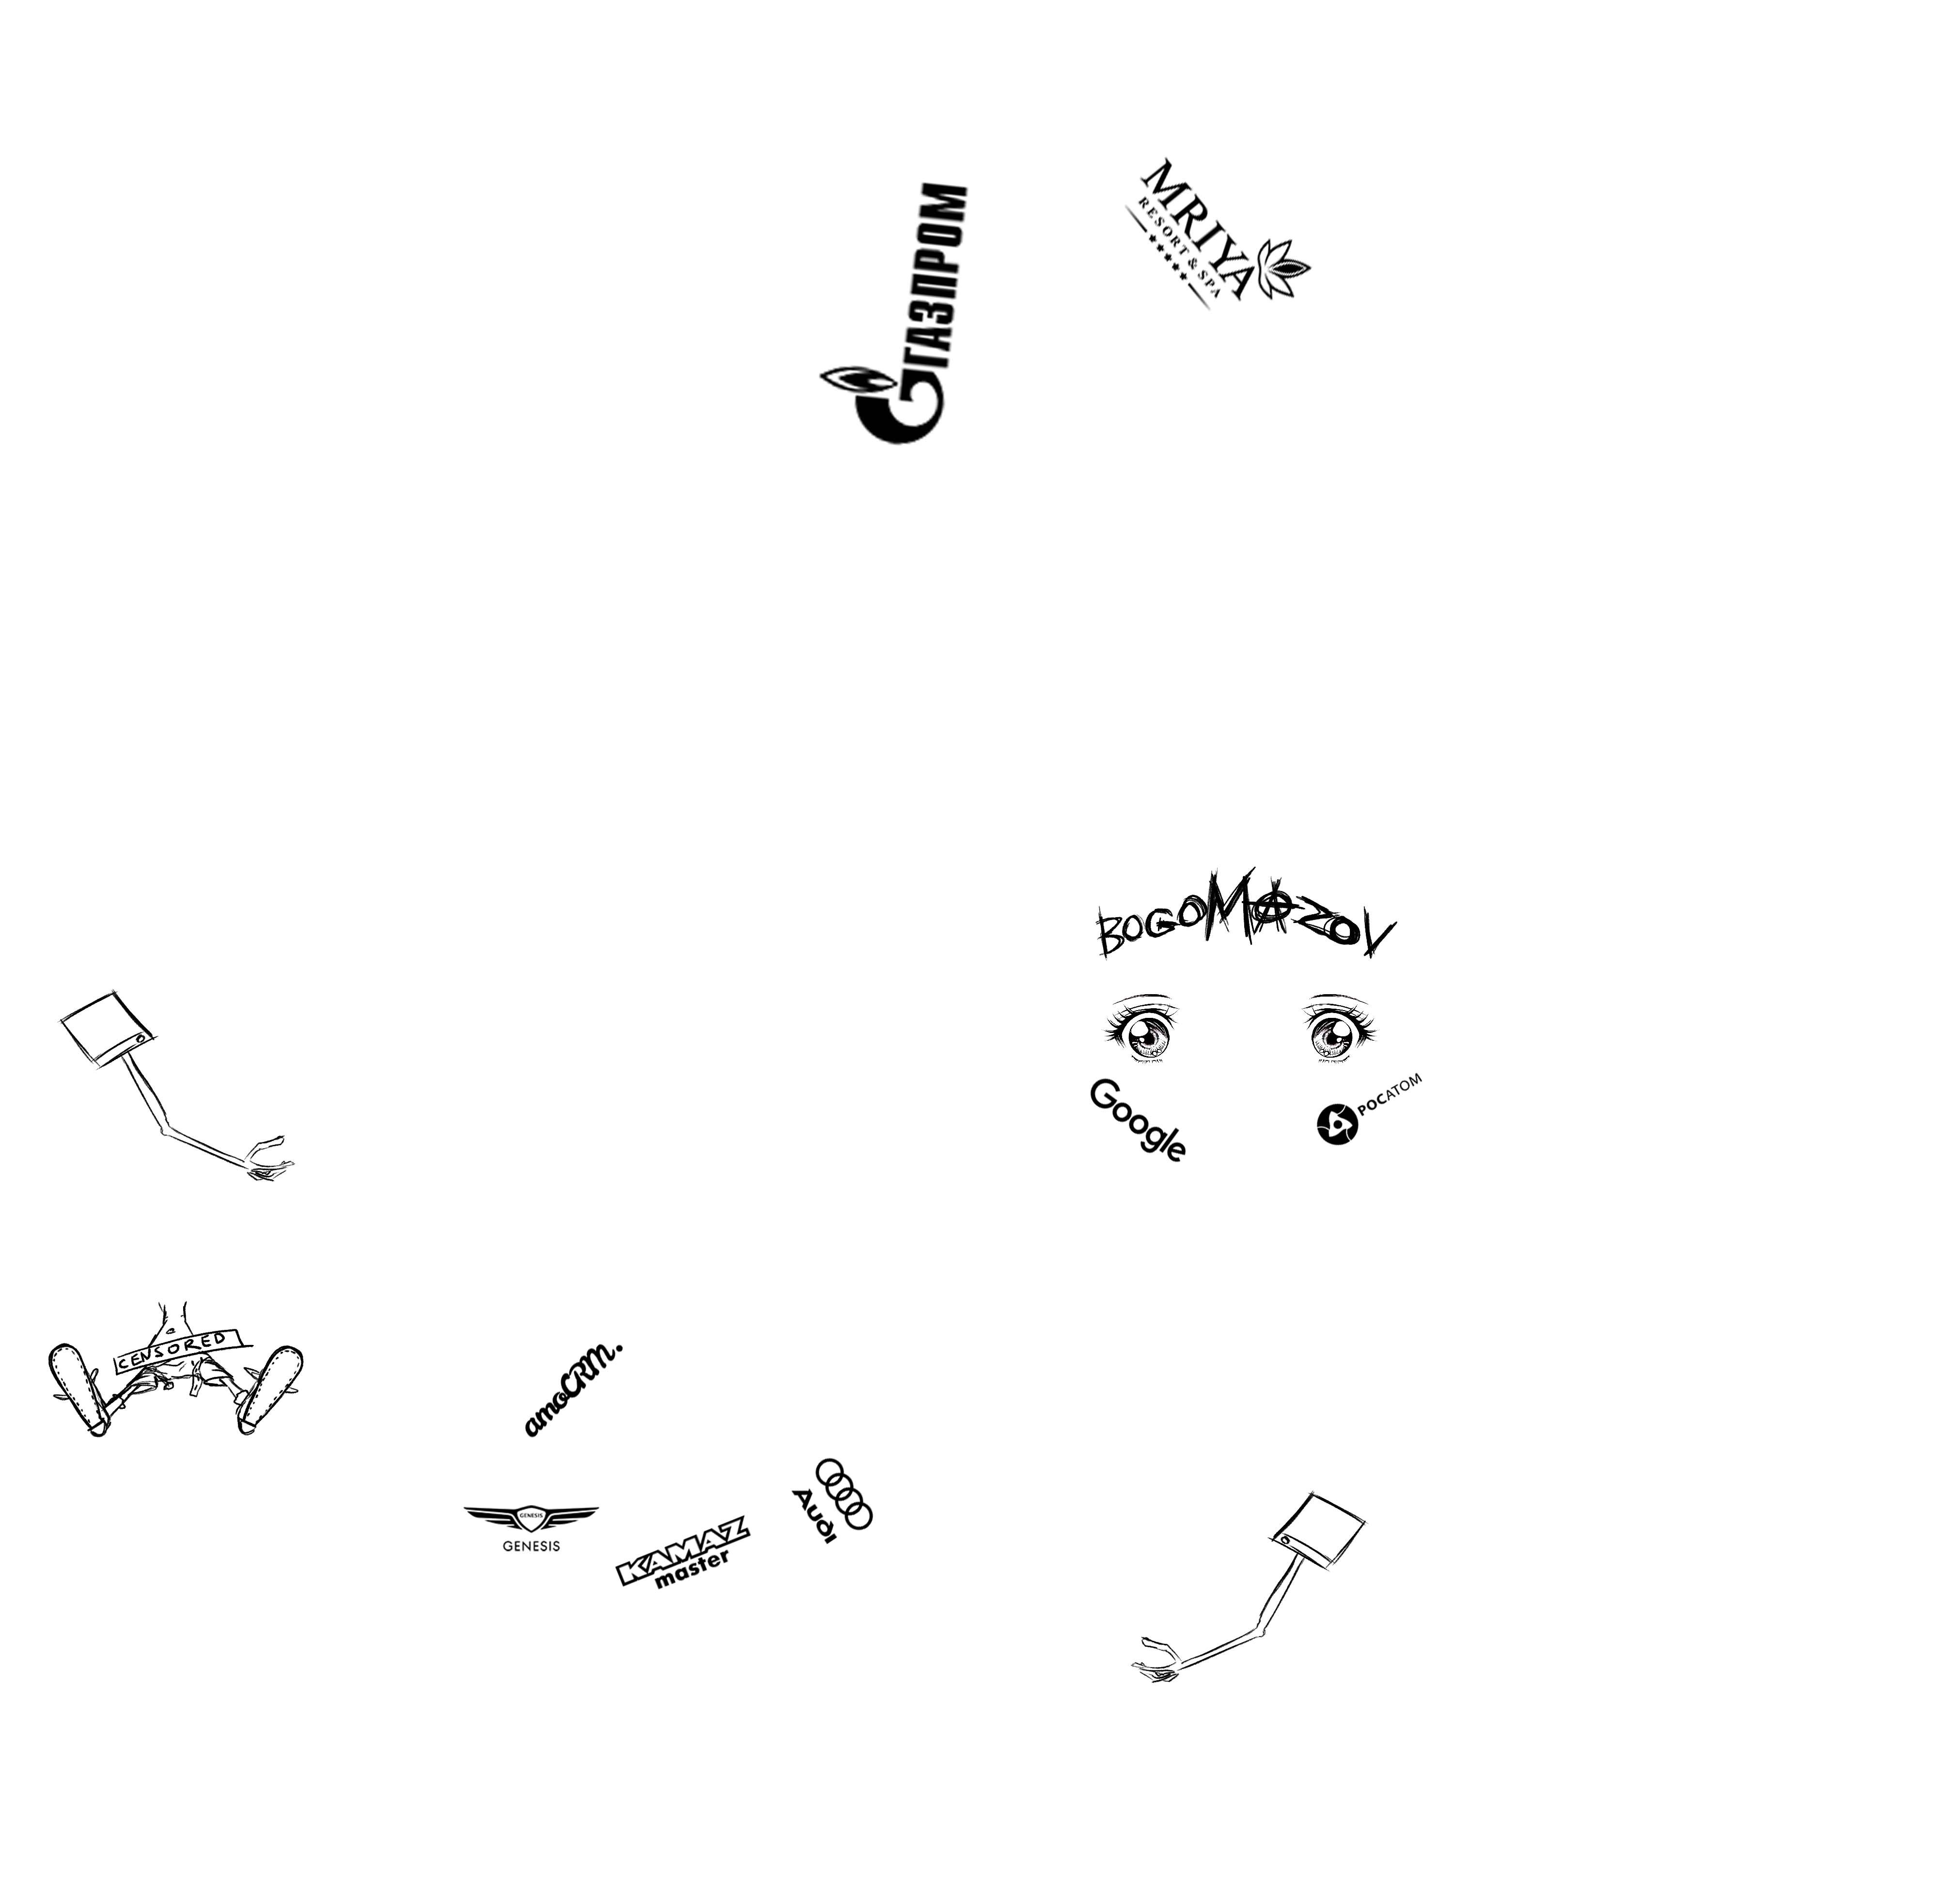 ГАЗПРОМ
MRIYA
RESORT & SPA
BOGOMAZOV
Google
РОСАТОМ
CENSORED
amoCRM.
GENESIS
GENESIS
KAMAZ
master
Audi